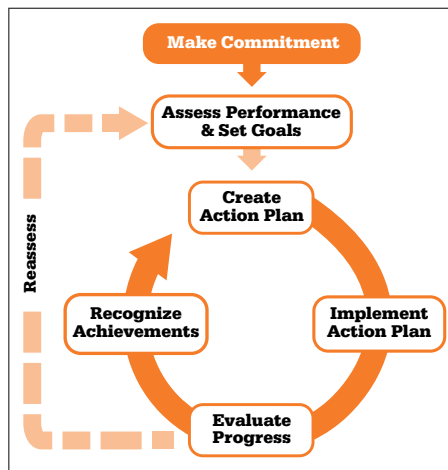 Make Commitment
Assess Performance
& Set Goals
Create
Action Plan
Reassess
Recognize
Achievements
Implement
Action Plan
Evaluate
Progress